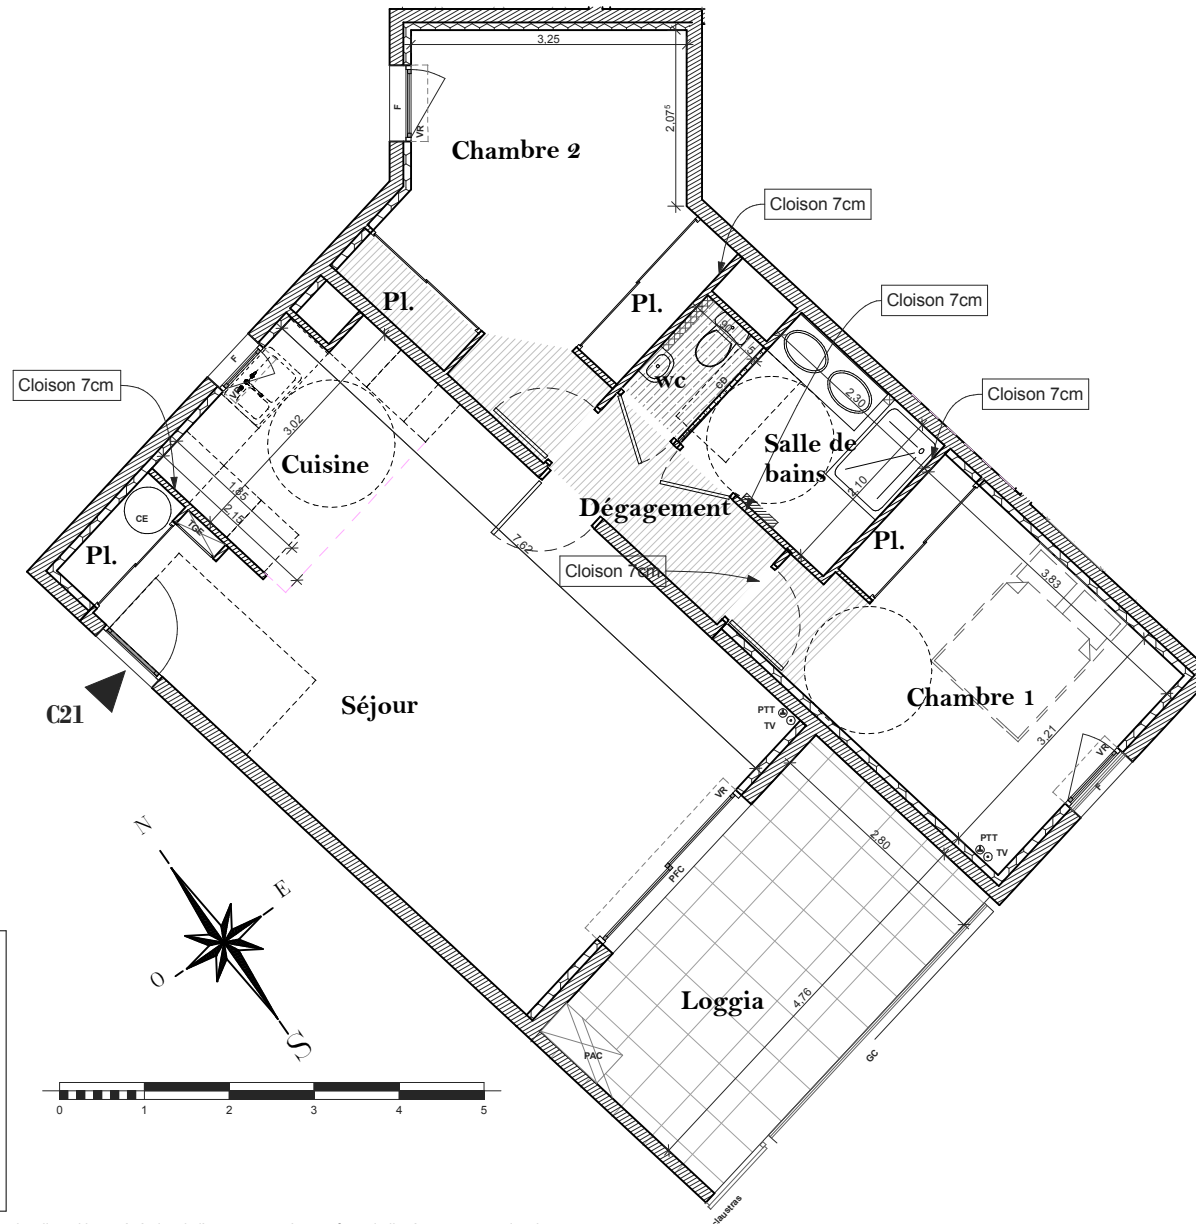 3,25
F
VR
2,07⁵
Chambre 2
Cloison 7cm
Pl.
Pl.
Cloison 7cm
90°
5
wc
CD
F
VR
Cloison 7cm
3,02
Cuisine
2,30
Cloison 7cm
Salle de
bains
2,10
1,85
2,15
CE
TGE
Pl.
Dégagement
7,62
Cloison 7cm
Pl.
3,83
C21
Séjour
PTT
TV
Chambre 1
3,21
VR
F
VR
PFC
2,80
PTT
TV
N
E
O
S
Loggia
4,76
PAC
GC
0 1 2 3 4 5